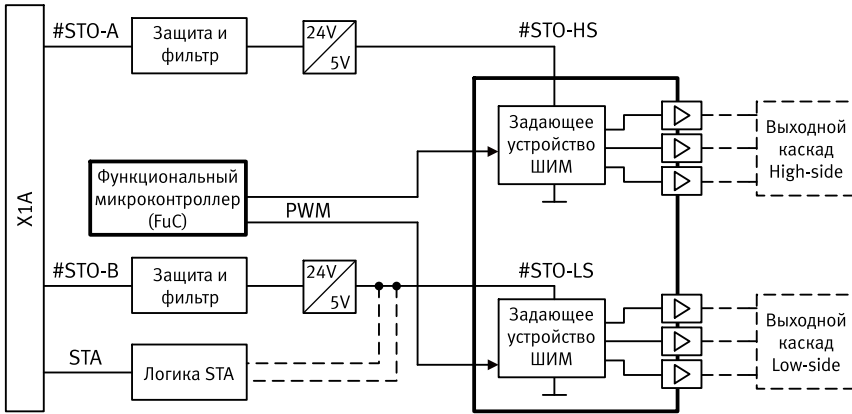 #STO-A
Защита и
фильтр
24V
5V
#STO-HS
Задающее
устройство
ШИМ
Выходной
каскад
High-side
X1A
Функциональный
микроконтроллер
(FuC)
PWM
#STO-B
Защита и
фильтр
24V
5V
#STO-LS
Задающее
устройство
ШИМ
Выходной
каскад
Low-side
STA
Логика STA